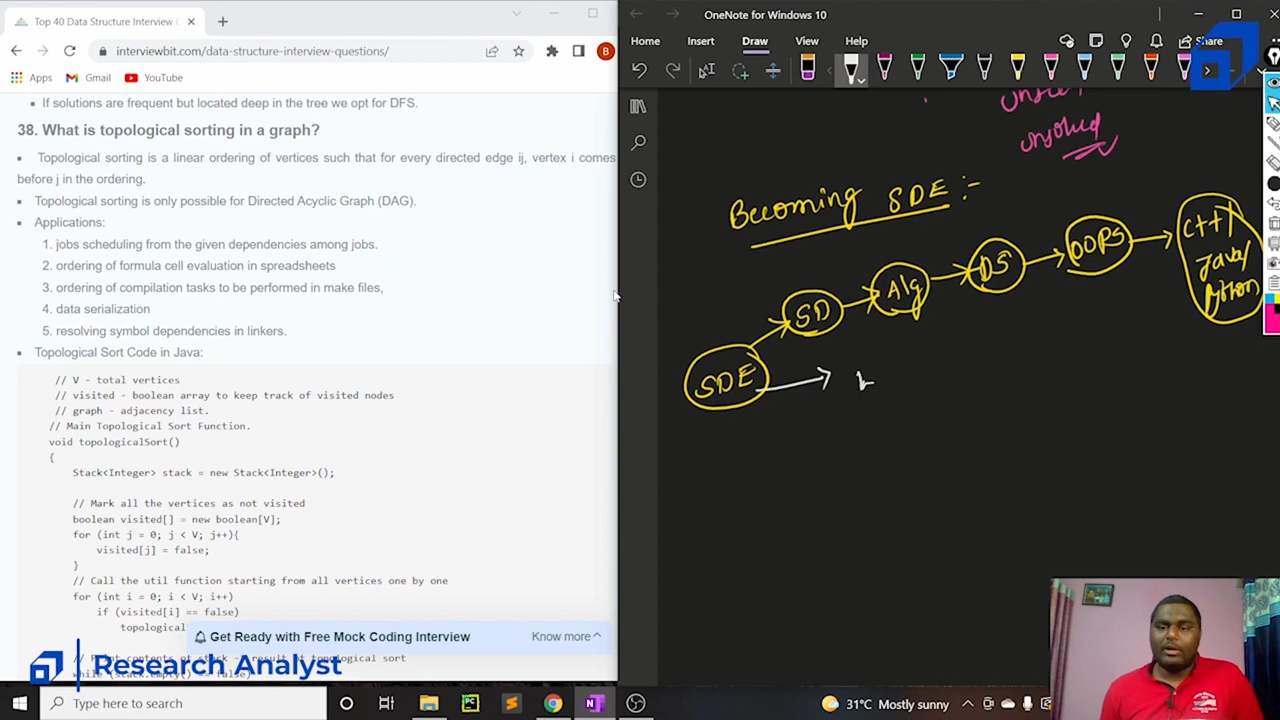 Top 40 Data Structure Interview
interviewbit.com/data-structure-interview-questions/
B
Apps
Gmail
YouTube
If solutions are frequent but located deep in the tree we opt for DFS.
38. What is topological sorting in a graph?
Topological sorting is a linear ordering of vertices such that for every directed edge ij, vertex i comes
before j in the ordering.
Topological sorting is only possible for Directed Acyclic Graph (DAG).
Applications:
1. jobs scheduling from the given dependencies among jobs.
2. ordering of formula cell evaluation in spreadsheets
3. ordering of compilation tasks to be performed in make files,
4. data serialization
5. resolving symbol dependencies in linkers.
Topological Sort Code in Java:
// V - total vertices
// visited - boolean array to keep track of visited nodes
// graph - adjacency list.
// Main Topological Sort Function.
void topologicalSort()
{
Stack<Integer> stack = new Stack<Integer>();
// Mark all the vertices as not visited
boolean visited[] = new boolean[V];
for (int j = 0; j < V; j++){
visited[j] = false;
}
// Call the util function starting from all vertices one by one
for (int i = 0; i < V; i++)
if (visited[i] == false)
topological
Get Ready with Free Mock Coding Interview
Know more
Research Analyst
Type here to search
OneNote for Windows 10
Home
Insert
Draw
View
Help
Share
unsolved
Becoming SDE :-
SDE
SD
Alg
DS
OOPS
C++/
Java/
Python
31°C Mostly sunny